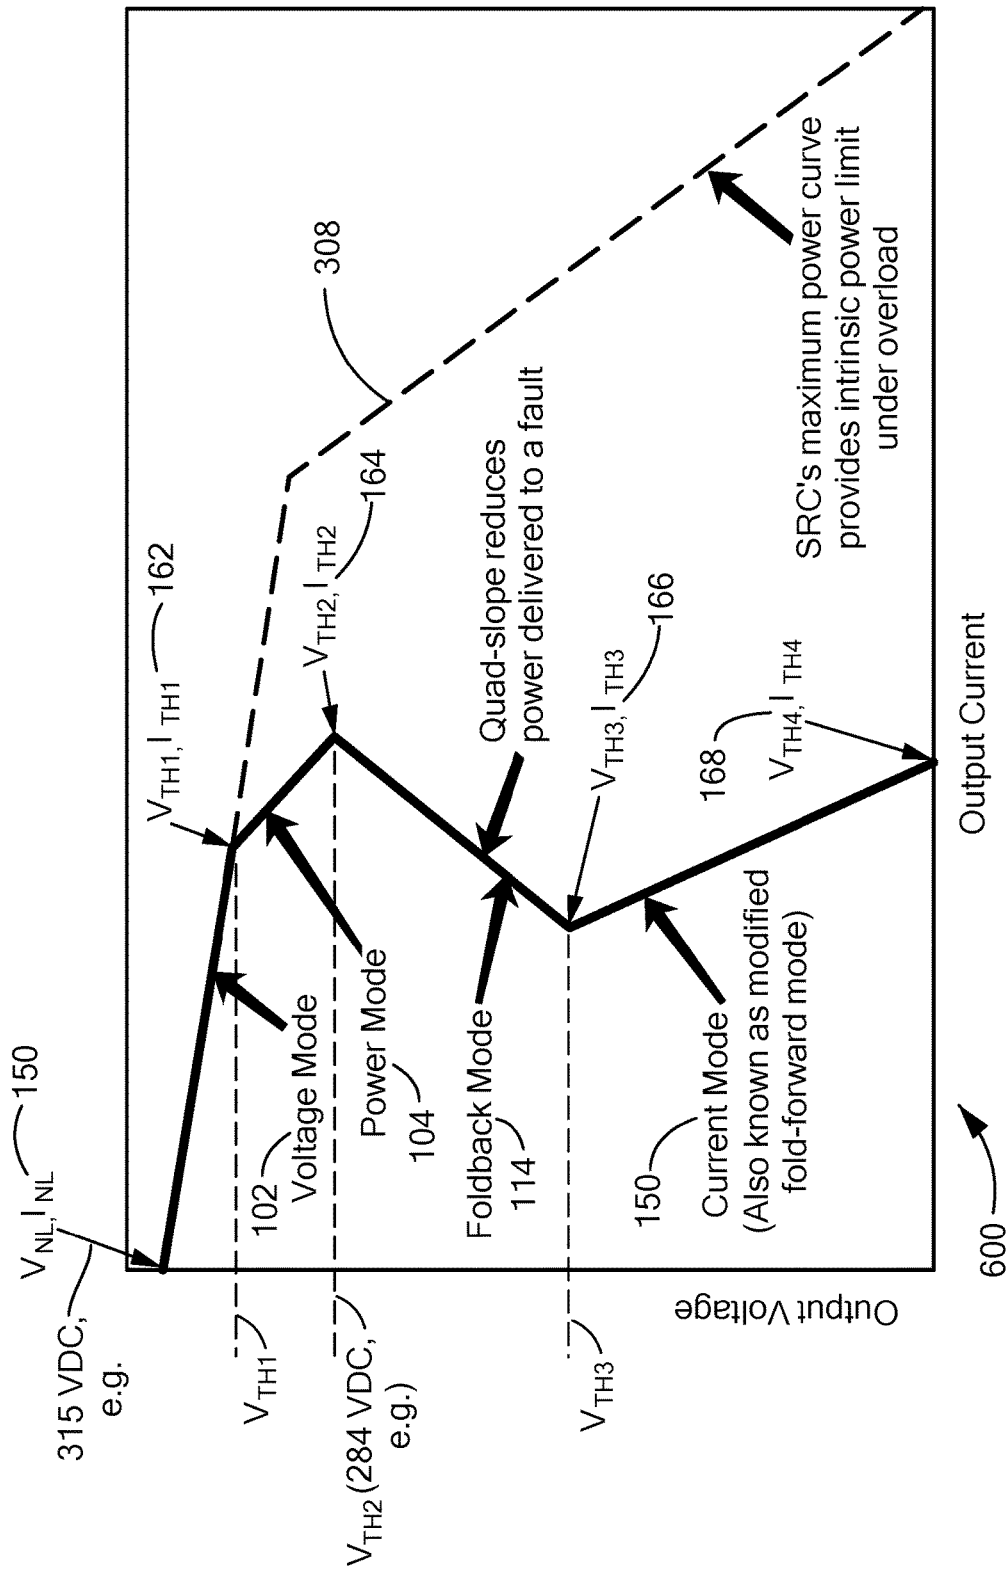 V_NL, I_NL 150
315 VDC,
e.g.
V_TH1
V_TH2 (284 VDC,
e.g.)
V_TH3
Output Voltage
102
Voltage Mode
Power Mode
104
Foldback Mode
114
150
Current Mode
(Also known as modified
fold-forward mode)
V_TH1, I_TH1 162
V_TH2, I_TH2
164
308
Quad-slope reduces
power delivered to a fault
V_TH3, I_TH3
166
168
V_TH4, I_TH4
SRC's maximum power curve
provides intrinsic power limit
under overload
Output Current
600